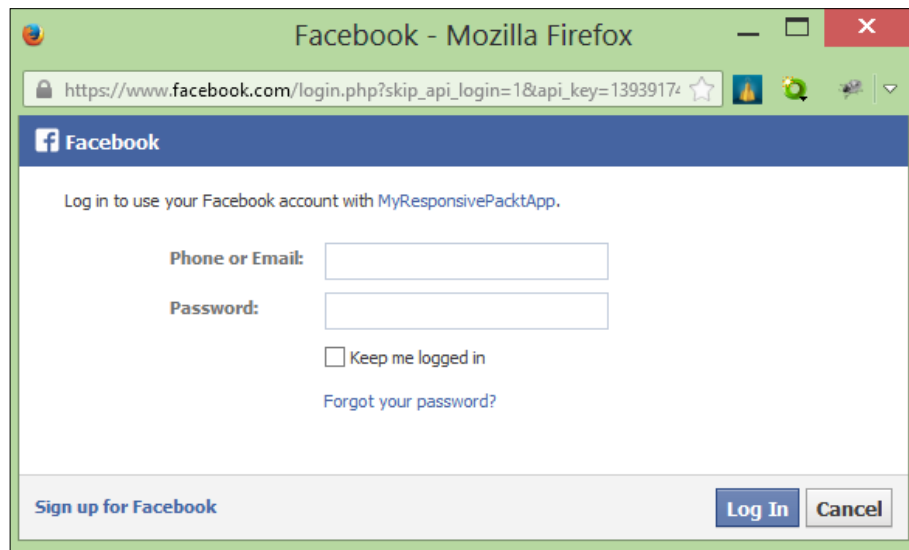 Facebook - Mozilla Firefox
https://www.facebook.com/login.php?skip_api_login=1&api_key=13939174
Facebook
Log in to use your Facebook account with MyResponsivePacktApp.
Phone or Email:
Password:
Keep me logged in
Forgot your password?
Sign up for Facebook
Log In
Cancel